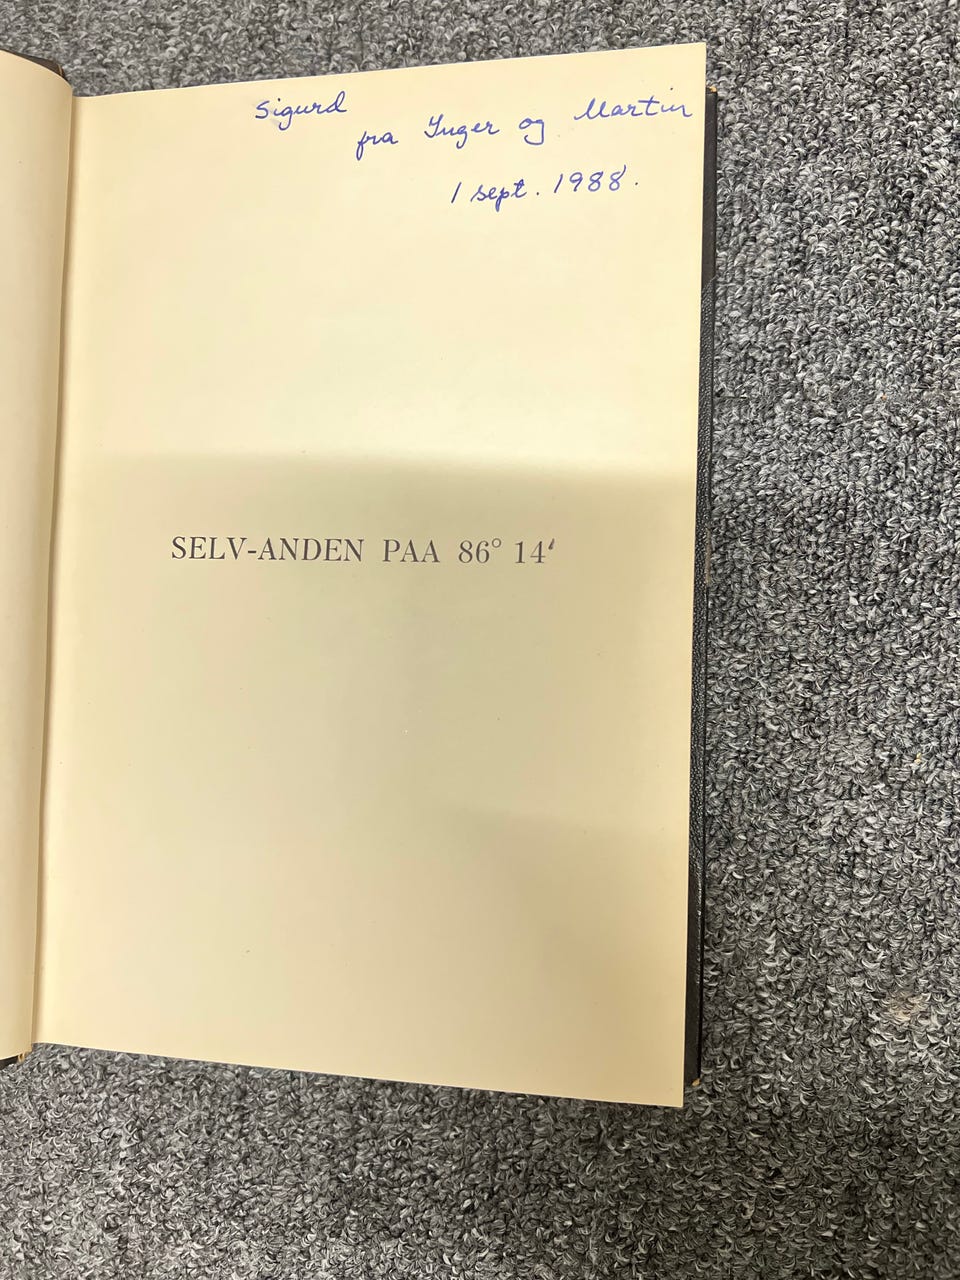 Sigurd
fra Inger og Martin
1 sept. 1988.
SELV-ANDEN PAA 86° 14′